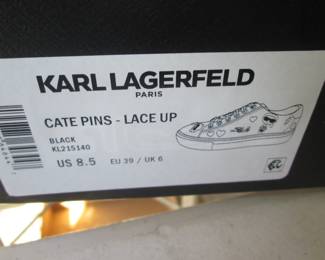 KARL LAGERFELD
PARIS
CATE PINS - LACE UP
BLACK
KL215140
US 8.5 EU 39 / UK 6